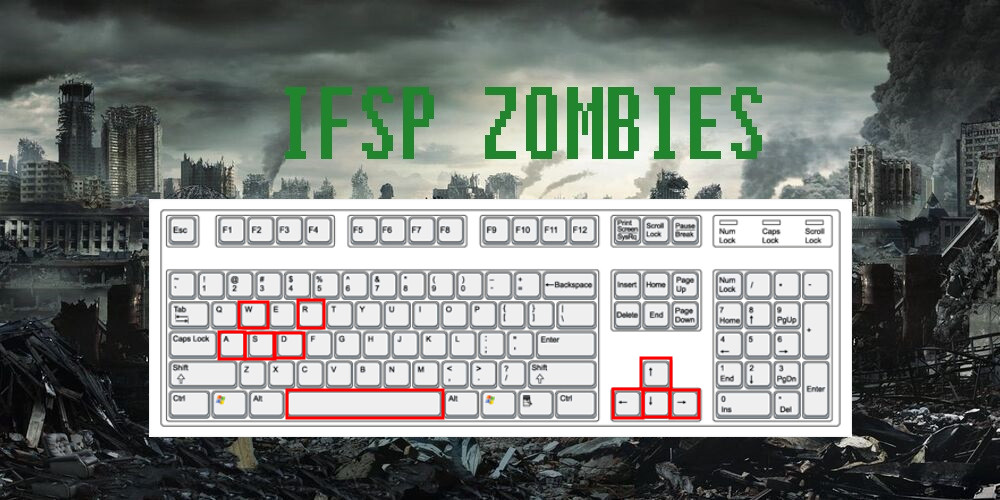 IFSP ZOMBIES
Esc F1 F2 F3 F4 F5 F6 F7 F8 F9 F10 F11 F12 Print Screen SysRq Scroll Lock Pause Break Num Lock Caps Lock Scroll Lock
~ ! 1 @ 2 # 3 $ 4 % 5 ^ 6 & 7 * 8 ( 9 ) 0 ←Backspace Insert Home Page Up Num Lock / * -
Tab Q W E R T Y U I O P { [ } ] | \ Delete End Page Down 7 Home 8 ↑ 9 PgUp +
Caps Lock A S D F G H J K L : ; Enter 4 ← 5 6 →
Shift Z X C V B N M < , > . ? / Shift ↑ 1 End 2 ↓ 3 PgDn Enter
Ctrl Alt Alt Ctrl ← ↓ → 0 Ins . Del